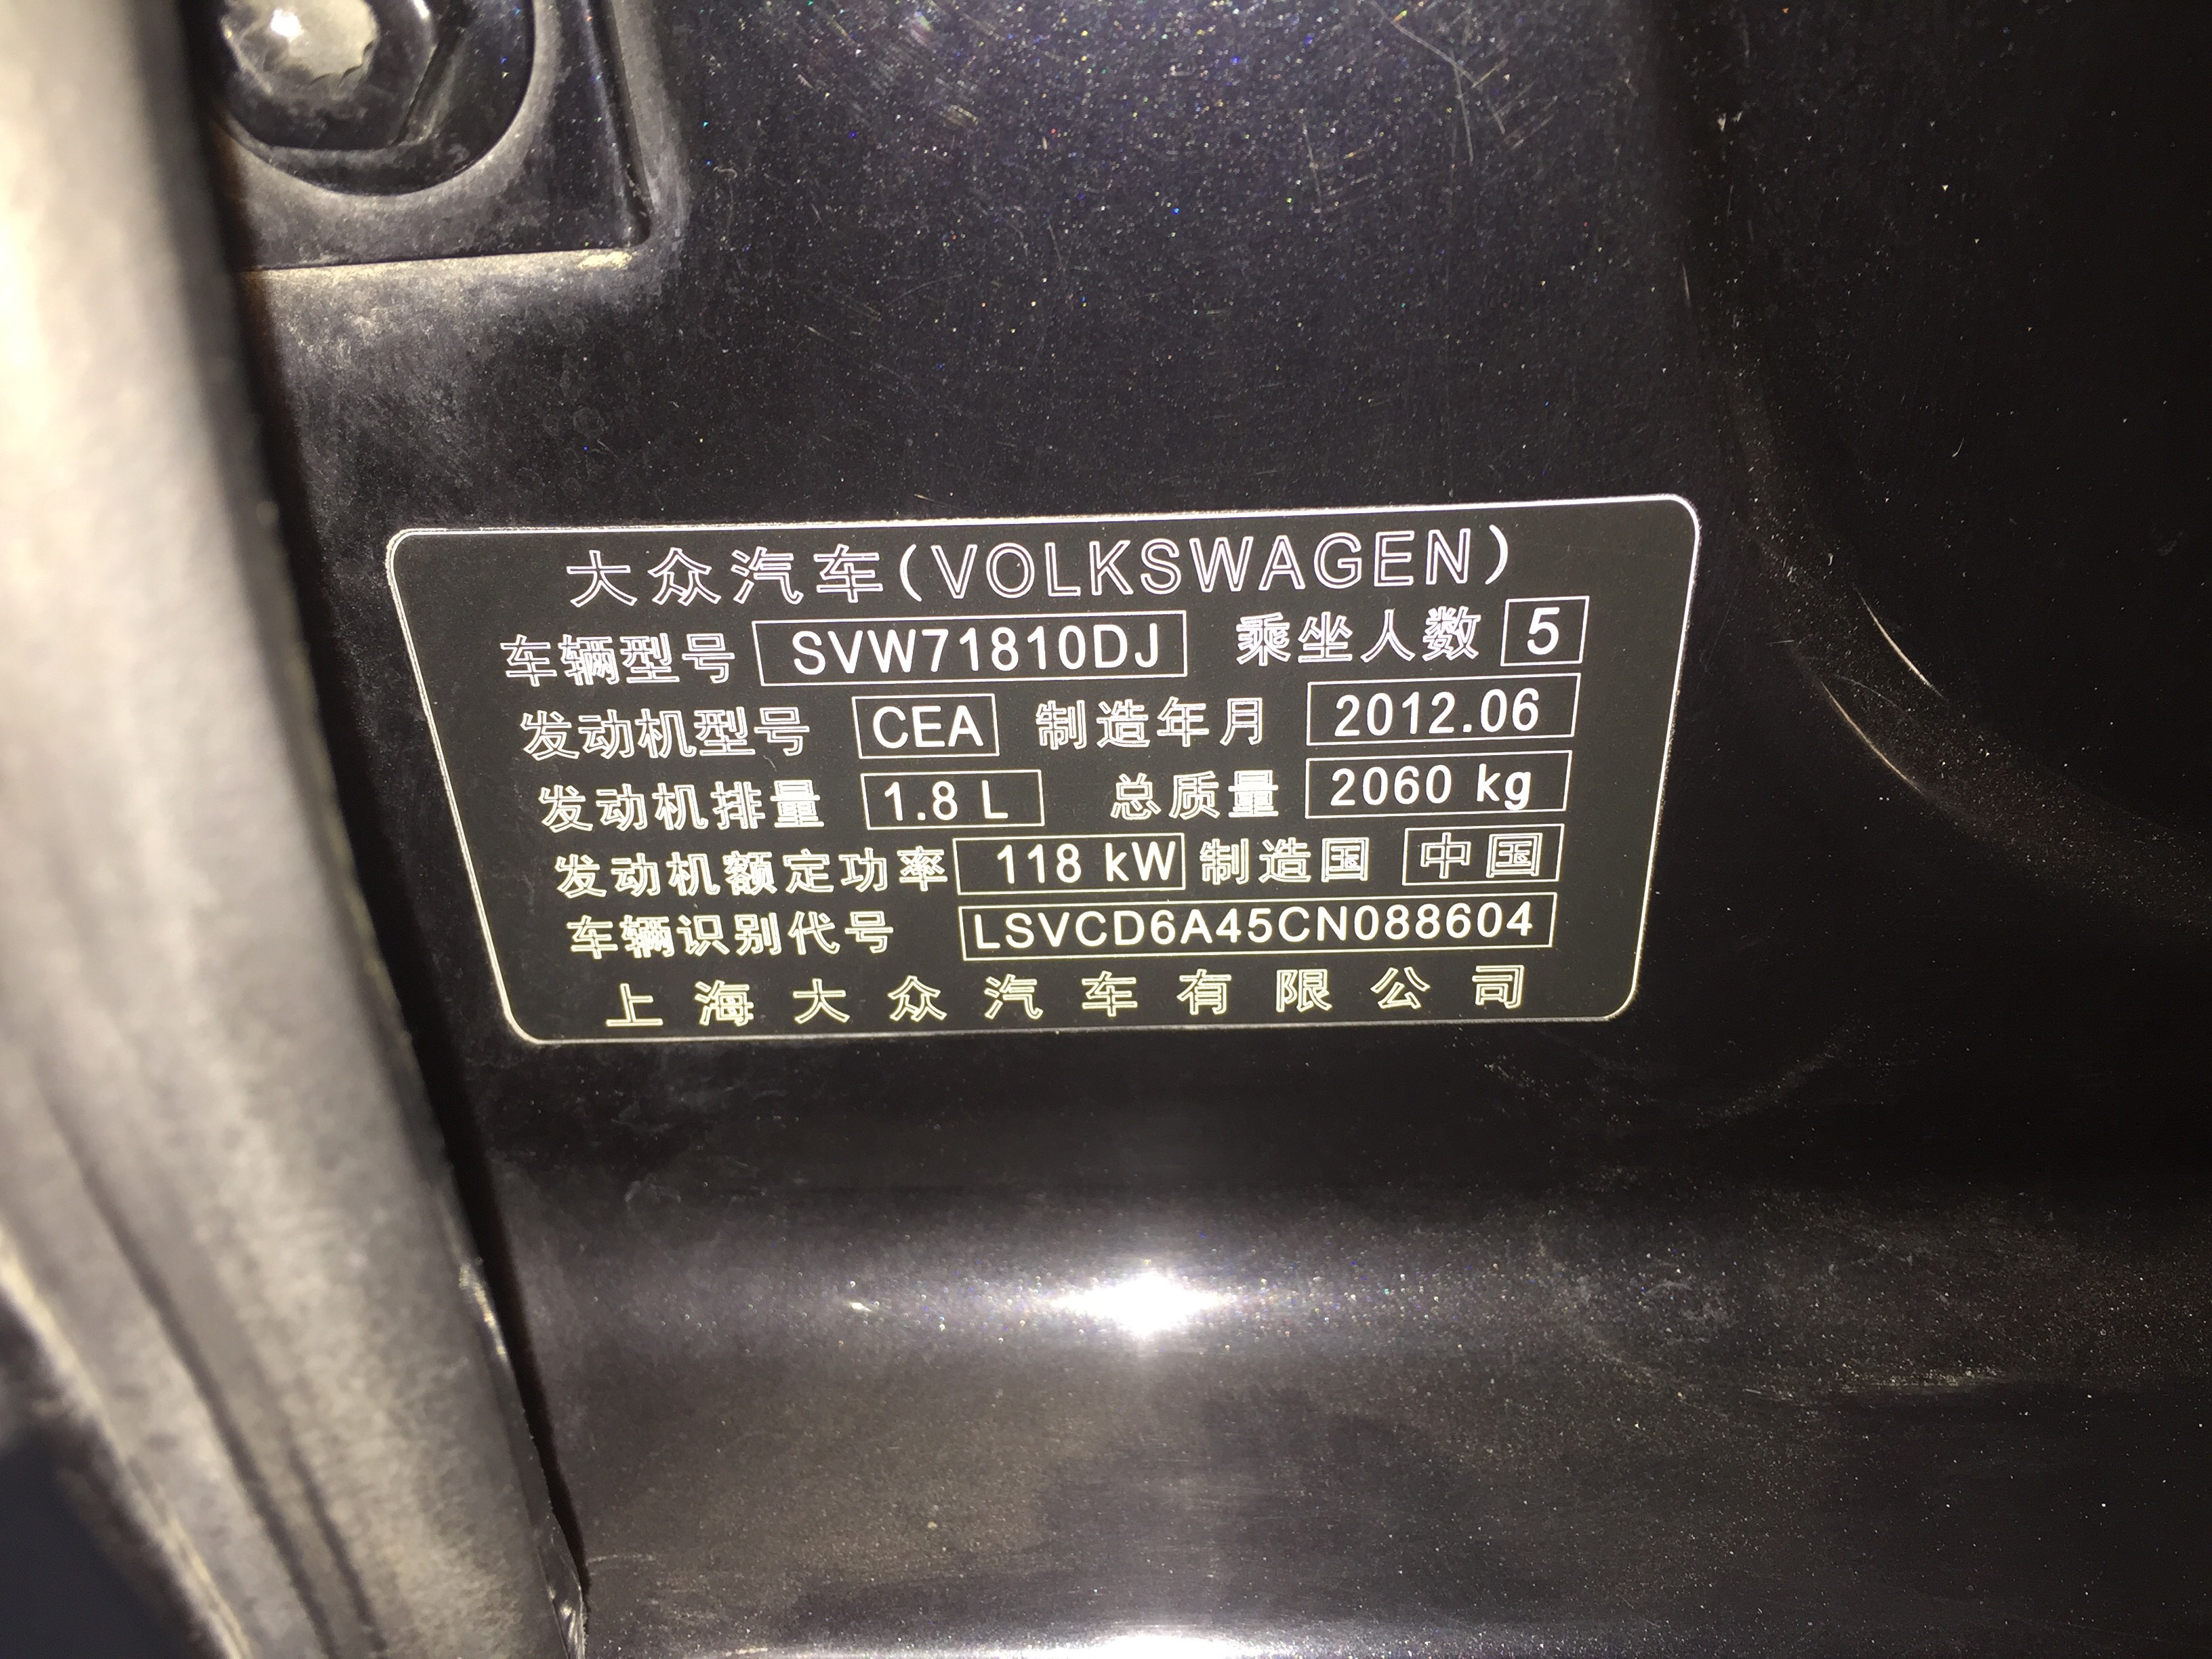 大众汽车(VOLKSWAGEN)
车辆型号 SVW71810DJ 乘坐人数 5
发动机型号 CEA 制造年月 2012.06
发动机排量 1.8 L 总质量 2060 kg
发动机额定功率 118 kW 制造国 中国
车辆识别代号 LSVCD6A45CN088604
上海大众汽车有限公司